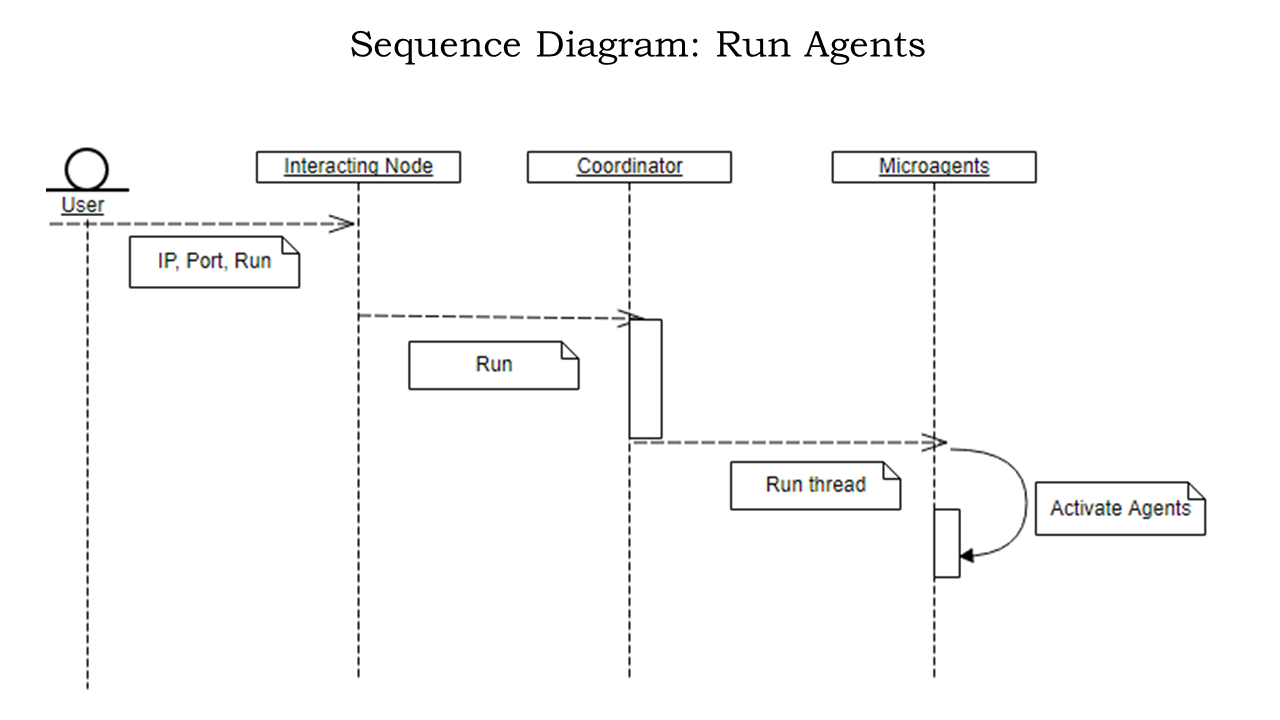 Sequence Diagram: Run Agents
User
Interacting Node
Coordinator
Microagents
IP, Port, Run
Run
Run thread
Activate Agents